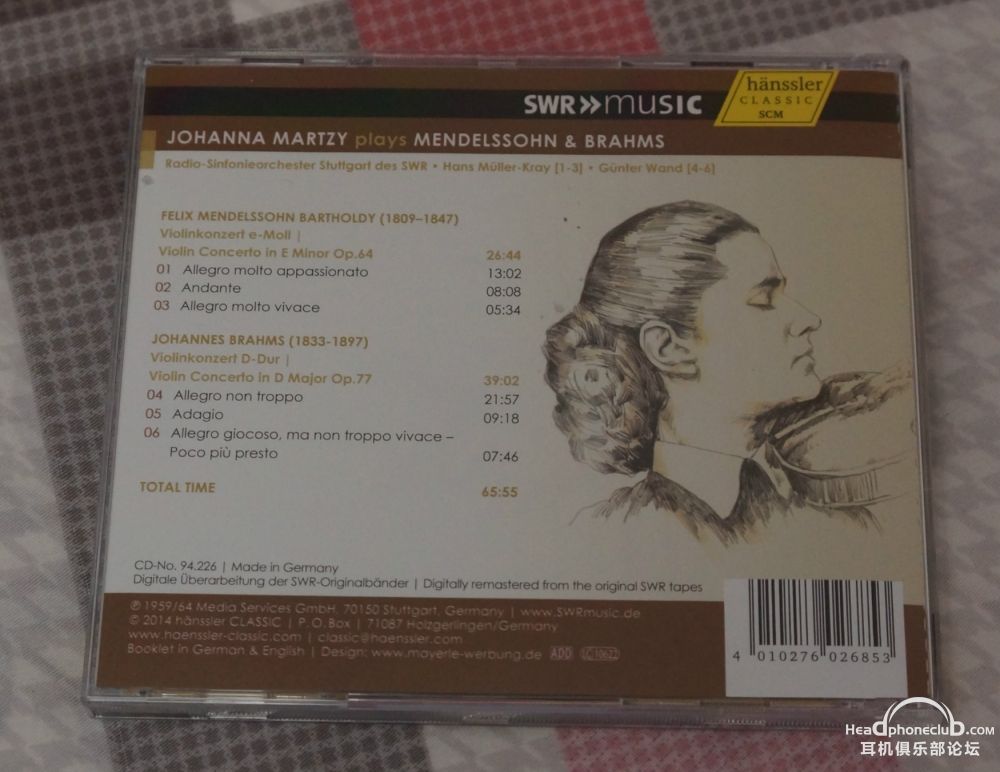 SWR>>music
hänssler
CLASSIC
SCM
JOHANNA MARTZY plays MENDELSSOHN & BRAHMS
Radio-Sinfonieorchester Stuttgart des SWR • Hans Müller-Kray [1-3] • Günter Wand [4-6]
FELIX MENDELSSOHN BARTHOLDY (1809–1847)
Violinkonzert e-Moll |
Violin Concerto in E Minor Op.64 26:44
01 Allegro molto appassionato 13:02
02 Andante 08:08
03 Allegro molto vivace 05:34
JOHANNES BRAHMS (1833-1897)
Violinkonzert D-Dur |
Violin Concerto in D Major Op.77 39:02
04 Allegro non troppo 21:57
05 Adagio 09:18
06 Allegro giocoso, ma non troppo vivace –
Poco più presto 07:46
TOTAL TIME 65:55
CD-No. 94.226 | Made in Germany
Digitale Überarbeitung der SWR-Originalbänder | Digitally remastered from the original SWR tapes
℗ 1959/64 Media Services GmbH, 70150 Stuttgart, Germany | www.SWRmusic.de
© 2014 hänssler CLASSIC | P.O.Box | 71087 Holzgerlingen/Germany
www.haenssler-classic.com | classic@haenssler.com
Booklet in German & English | Design: www.mayerle-werbung.de ADD LC10622
4 010276 026853
HeadphoneclubD.com
耳机俱乐部论坛